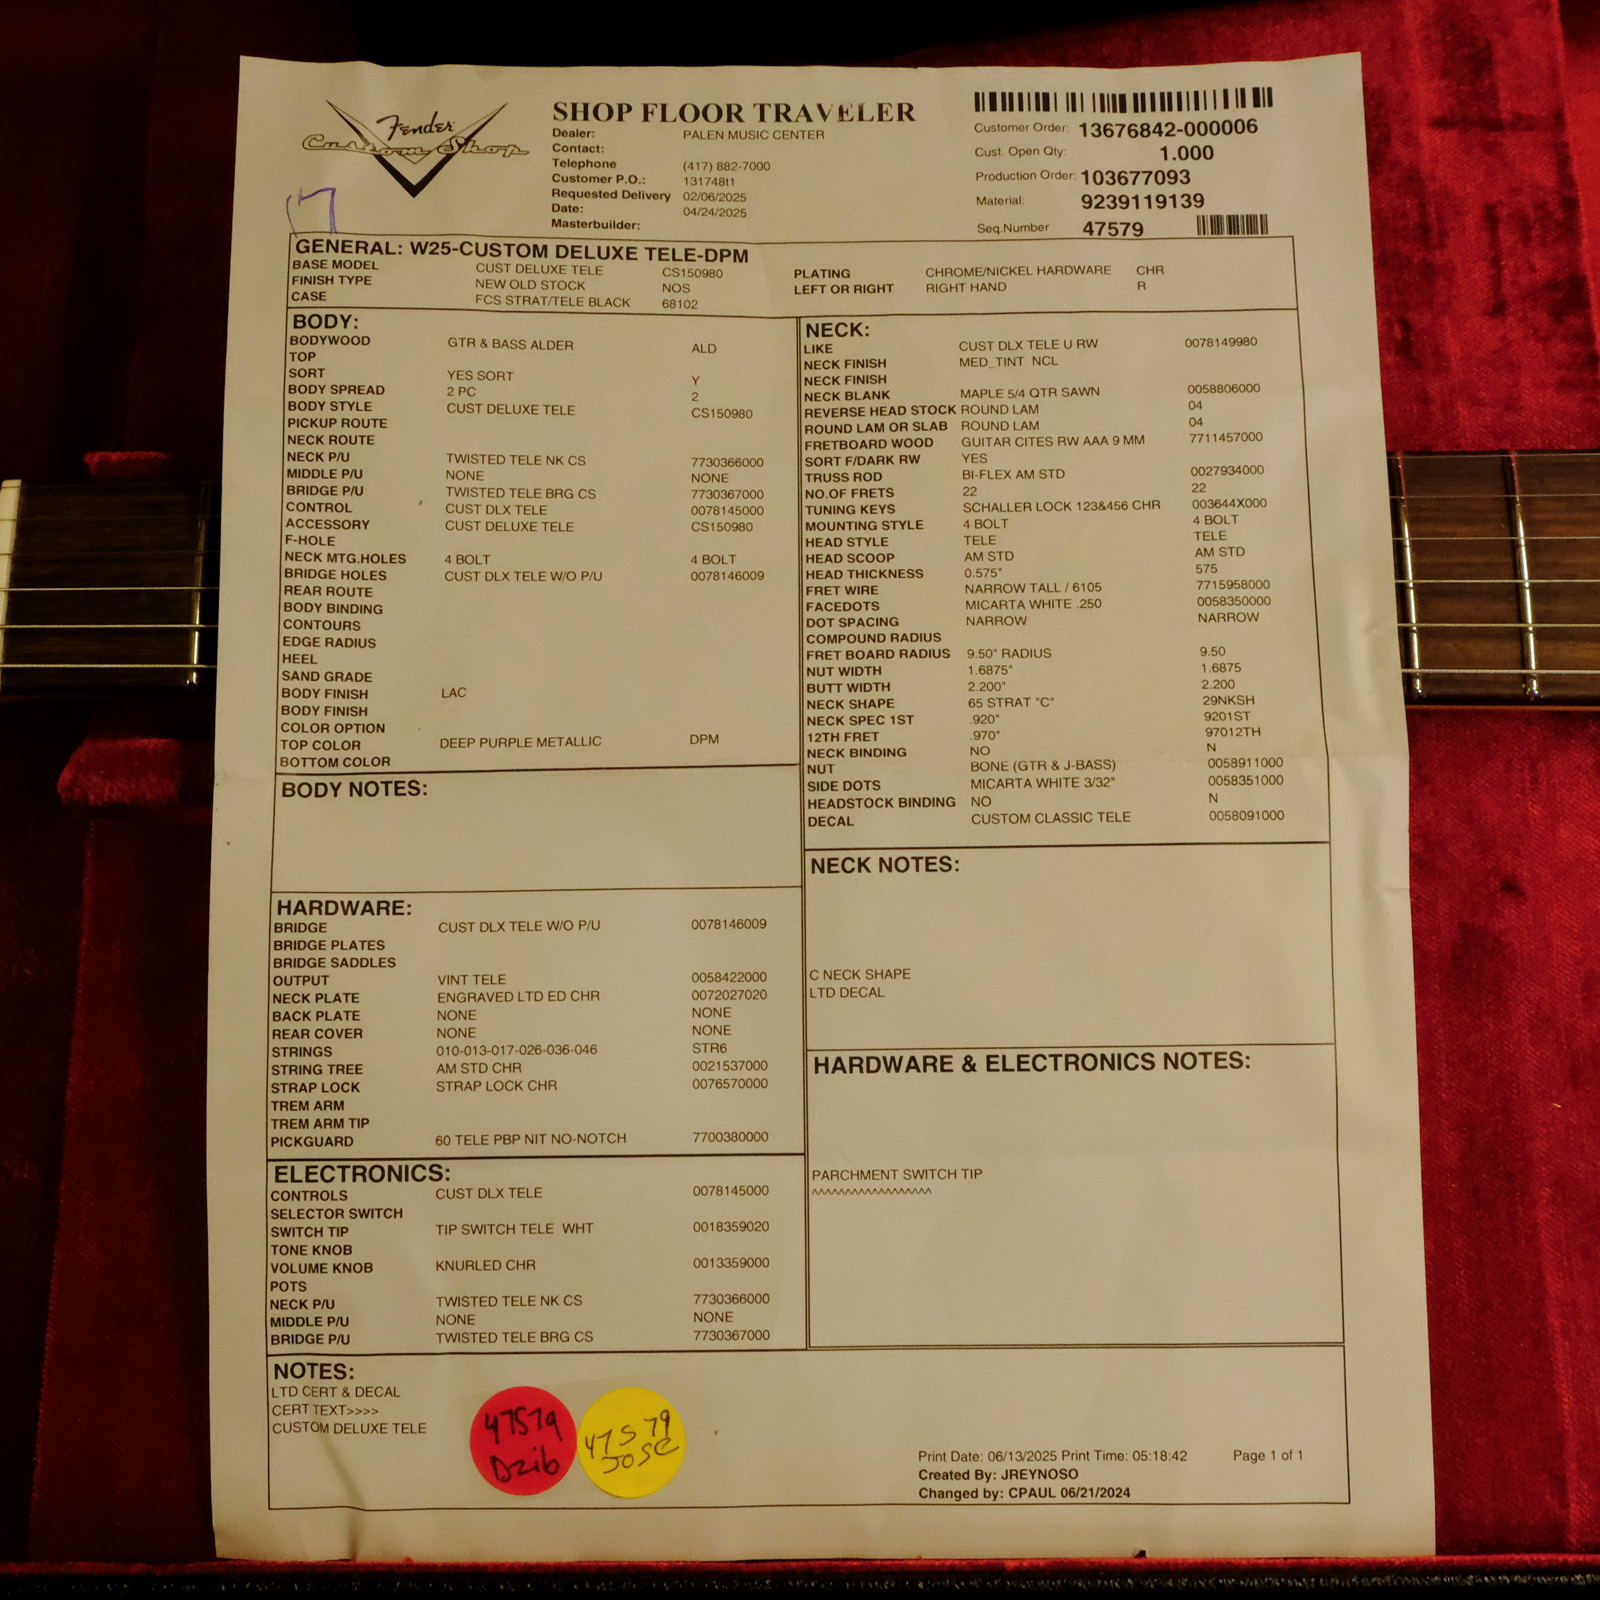 Fender
Custom Shop
17
SHOP FLOOR TRAVELER
Dealer: PALEN MUSIC CENTER
Contact:
Telephone (417) 882-7000
Customer P.O.: 13174811
Requested Delivery 02/06/2025
Date: 04/24/2025
Masterbuilder:
Customer Order: 13676842-000006
Cust. Open Qty: 1.000
Production Order: 103677093
Material: 9239119139
Seq.Number 47579
GENERAL: W25-CUSTOM DELUXE TELE-DPM
BASE MODEL CUST DELUXE TELE CS150980
FINISH TYPE NEW OLD STOCK NOS
CASE FCS STRAT/TELE BLACK 68102
PLATING CHROME/NICKEL HARDWARE CHR
LEFT OR RIGHT RIGHT HAND R
BODY:
BODYWOOD GTR & BASS ALDER ALD
TOP
SORT YES SORT Y
BODY SPREAD 2 PC 2
BODY STYLE CUST DELUXE TELE CS150980
PICKUP ROUTE
NECK ROUTE
NECK P/U TWISTED TELE NK CS 7730366000
MIDDLE P/U NONE NONE
BRIDGE P/U TWISTED TELE BRG CS 7730367000
CONTROL CUST DLX TELE 0078145000
ACCESSORY CUST DELUXE TELE CS150980
F-HOLE
NECK MTG.HOLES 4 BOLT 4 BOLT
BRIDGE HOLES CUST DLX TELE W/O P/U 0078146009
REAR ROUTE
BODY BINDING
CONTOURS
EDGE RADIUS
HEEL
SAND GRADE
BODY FINISH LAC
BODY FINISH
COLOR OPTION
TOP COLOR DEEP PURPLE METALLIC DPM
BOTTOM COLOR
BODY NOTES:
NECK:
LIKE CUST DLX TELE U RW 0078149980
NECK FINISH MED_TINT NCL
NECK FINISH
NECK BLANK MAPLE 5/4 QTR SAWN 0058806000
REVERSE HEAD STOCK ROUND LAM 04
ROUND LAM OR SLAB ROUND LAM 04
FRETBOARD WOOD GUITAR CITES RW AAA 9 MM 7711457000
SORT F/DARK RW YES
TRUSS ROD BI-FLEX AM STD 0027934000
NO.OF FRETS 22 22
TUNING KEYS SCHALLER LOCK 123&456 CHR 003644X000
MOUNTING STYLE 4 BOLT 4 BOLT
HEAD STYLE TELE TELE
HEAD SCOOP AM STD AM STD
HEAD THICKNESS 0.575" 575
FRET WIRE NARROW TALL / 6105 7715958000
FACEDOTS MICARTA WHITE .250 0058350000
DOT SPACING NARROW NARROW
COMPOUND RADIUS
FRET BOARD RADIUS 9.50" RADIUS 9.50
NUT WIDTH 1.6875" 1.6875
BUTT WIDTH 2.200" 2.200
NECK SHAPE 65 STRAT "C" 29NKSH
NECK SPEC 1ST .920" 9201ST
12TH FRET .970" 97012TH
NECK BINDING NO N
NUT BONE (GTR & J-BASS) 0058911000
SIDE DOTS MICARTA WHITE 3/32" 0058351000
HEADSTOCK BINDING NO N
DECAL CUSTOM CLASSIC TELE 0058091000
NECK NOTES:
C NECK SHAPE
LTD DECAL
HARDWARE:
BRIDGE CUST DLX TELE W/O P/U 0078146009
BRIDGE PLATES
BRIDGE SADDLES
OUTPUT VINT TELE 0058422000
NECK PLATE ENGRAVED LTD ED CHR 0072027020
BACK PLATE NONE NONE
REAR COVER NONE NONE
STRINGS 010-013-017-026-036-046 STR6
STRING TREE AM STD CHR 0021537000
STRAP LOCK STRAP LOCK CHR 0076570000
TREM ARM
TREM ARM TIP
PICKGUARD 60 TELE PBP NIT NO-NOTCH 7700380000
HARDWARE & ELECTRONICS NOTES:
PARCHMENT SWITCH TIP
^^^^^^^^^^^^^^^^^^
ELECTRONICS:
CONTROLS CUST DLX TELE 0078145000
SELECTOR SWITCH
SWITCH TIP TIP SWITCH TELE WHT 0018359020
TONE KNOB
VOLUME KNOB KNURLED CHR 0013359000
POTS
NECK P/U TWISTED TELE NK CS 7730366000
MIDDLE P/U NONE NONE
BRIDGE P/U TWISTED TELE BRG CS 7730367000
NOTES:
LTD CERT & DECAL
CERT TEXT>>>>
CUSTOM DELUXE TELE
47579
Dzib
47579
JOSE
Print Date: 06/13/2025 Print Time: 05:18:42 Page 1 of 1
Created By: JREYNOSO
Changed by: CPAUL 06/21/2024